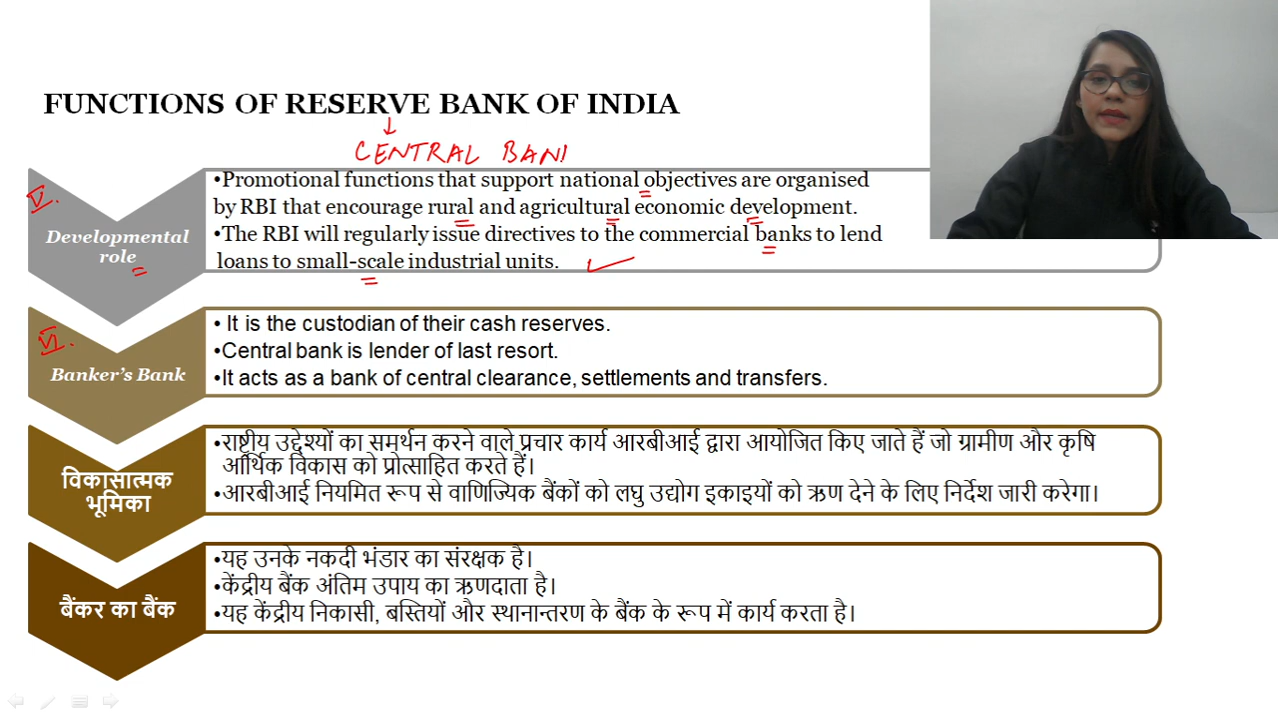 FUNCTIONS OF RESERVE BANK OF INDIA
CENTRAL BAN
V.
Developmental
role
•Promotional functions that support national objectives are organised
by RBI that encourage rural and agricultural economic development.
•The RBI will regularly issue directives to the commercial banks to lend
loans to small-scale industrial units.
VI.
Banker's Bank
• It is the custodian of their cash reserves.
•Central bank is lender of last resort.
•It acts as a bank of central clearance, settlements and transfers.
विकासात्मक
भूमिका
•राष्ट्रीय उद्देश्यों का समर्थन करने वाले प्रचार कार्य आरबीआई द्वारा आयोजित किए जाते हैं जो ग्रामीण और कृषि
आर्थिक विकास को प्रोत्साहित करते हैं।
•आरबीआई नियमित रूप से वाणिज्यिक बैंकों को लघु उद्योग इकाइयों को ऋण देने के लिए निर्देश जारी करेगा।
बैंकर का बैंक
•यह उनके नकदी भंडार का संरक्षक है।
•केंद्रीय बैंक अंतिम उपाय का ऋणदाता है।
•यह केंद्रीय निकासी, बस्तियों और स्थानान्तरण के बैंक के रूप में कार्य करता है।